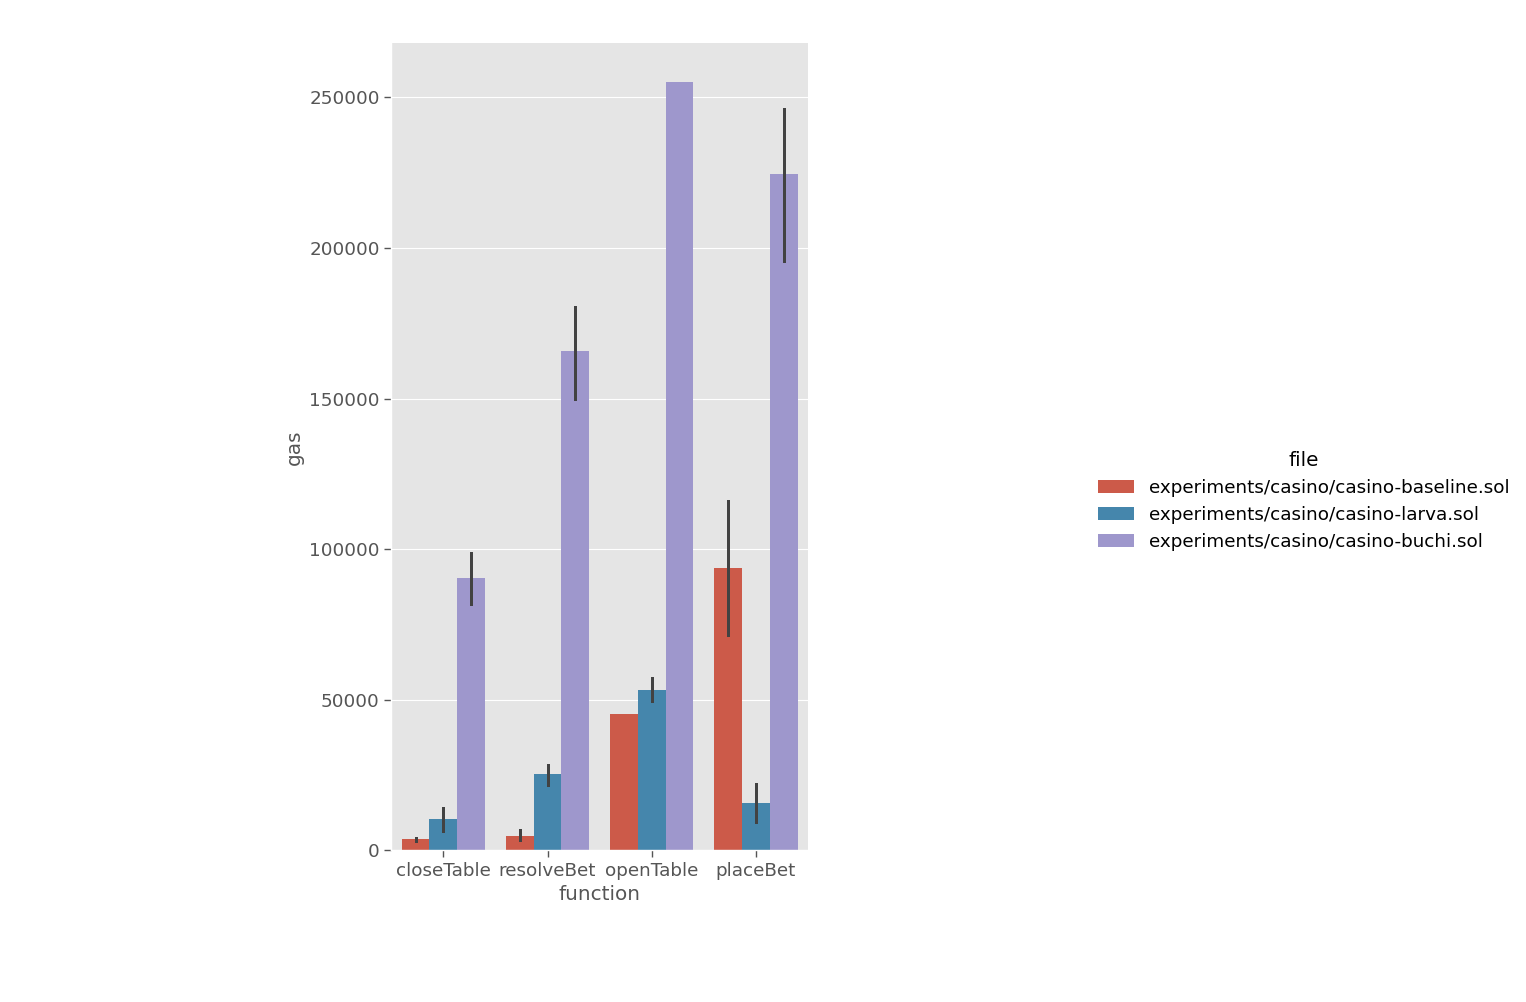 250000
200000
150000
100000
50000
0
gas
closeTable resolveBet openTable placeBet
function
file
experiments/casino/casino-baseline.sol
experiments/casino/casino-larva.sol
experiments/casino/casino-buchi.sol